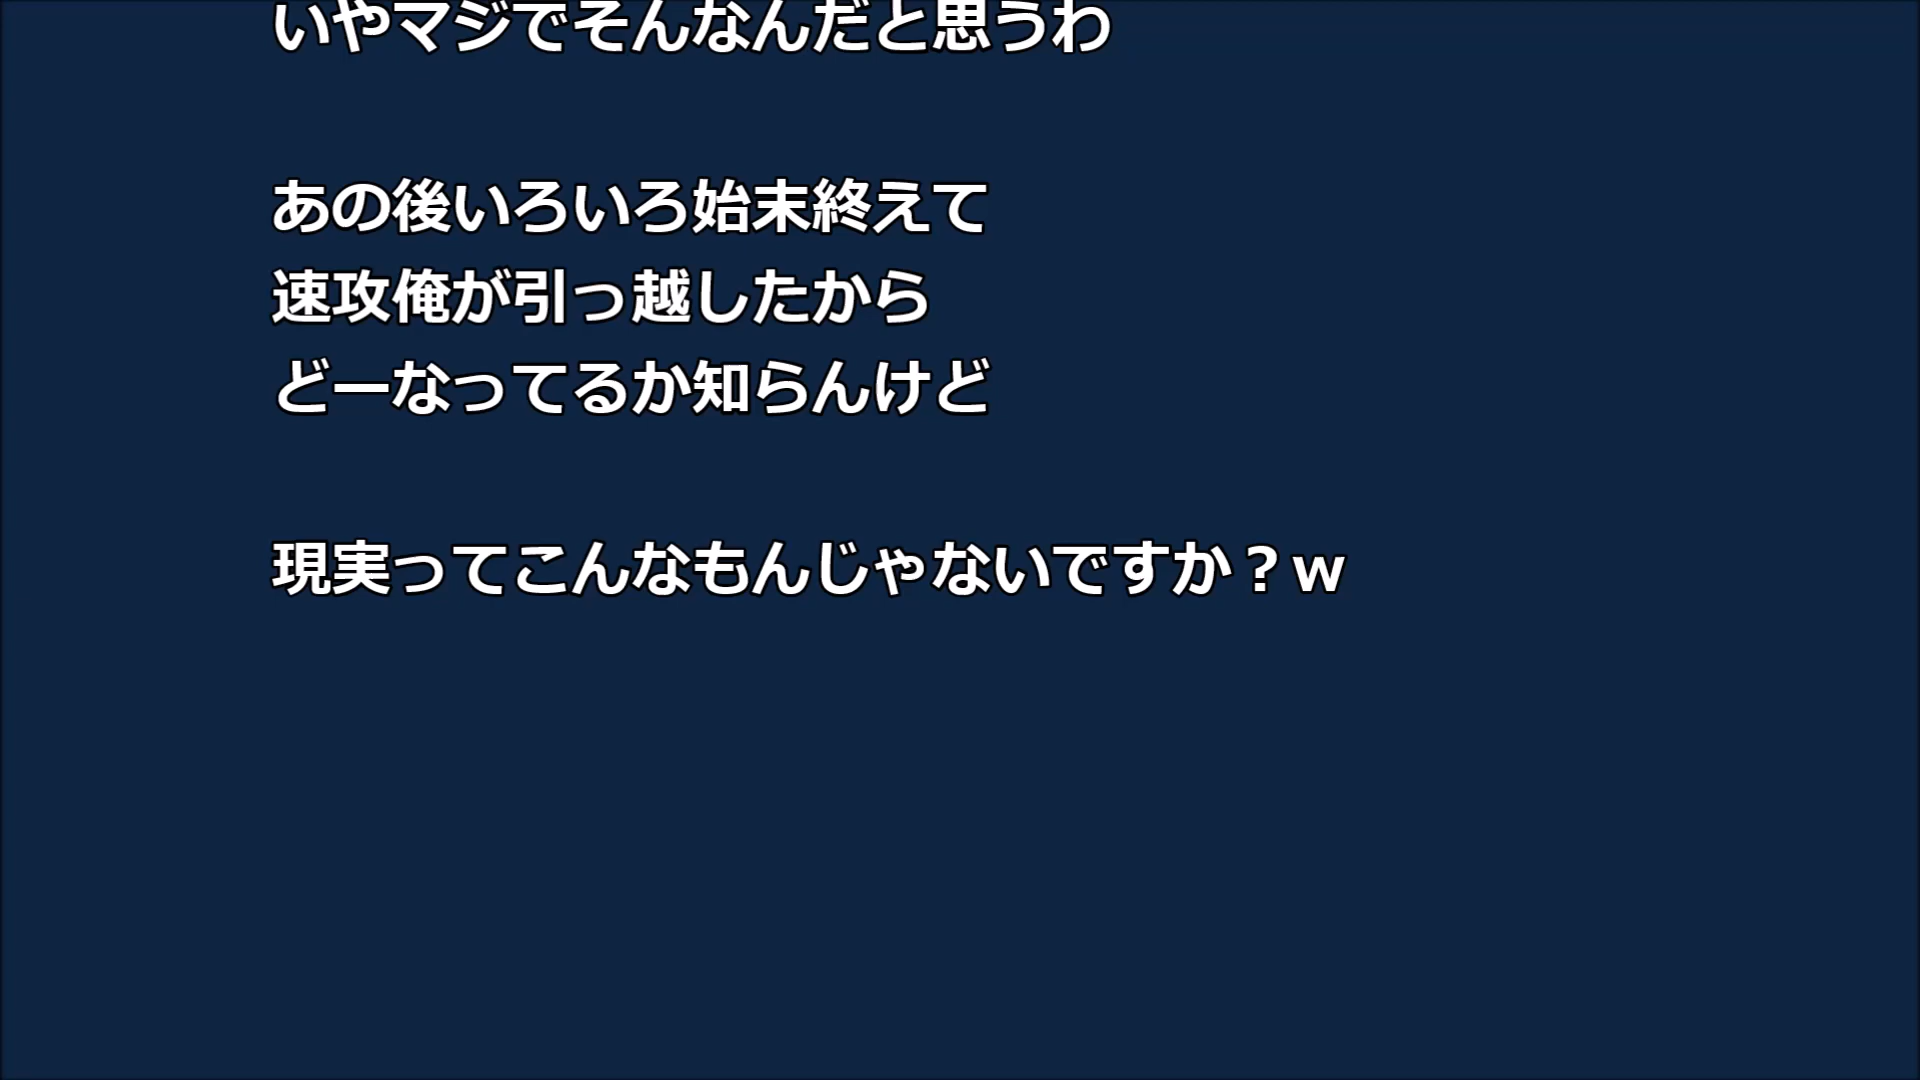 いやマジでそんなんだと思うわ
あの後いろいろ始末終えて
速攻俺が引っ越したから
どーなってるか知らんけど
現実ってこんなもんじゃないですか？ｗ